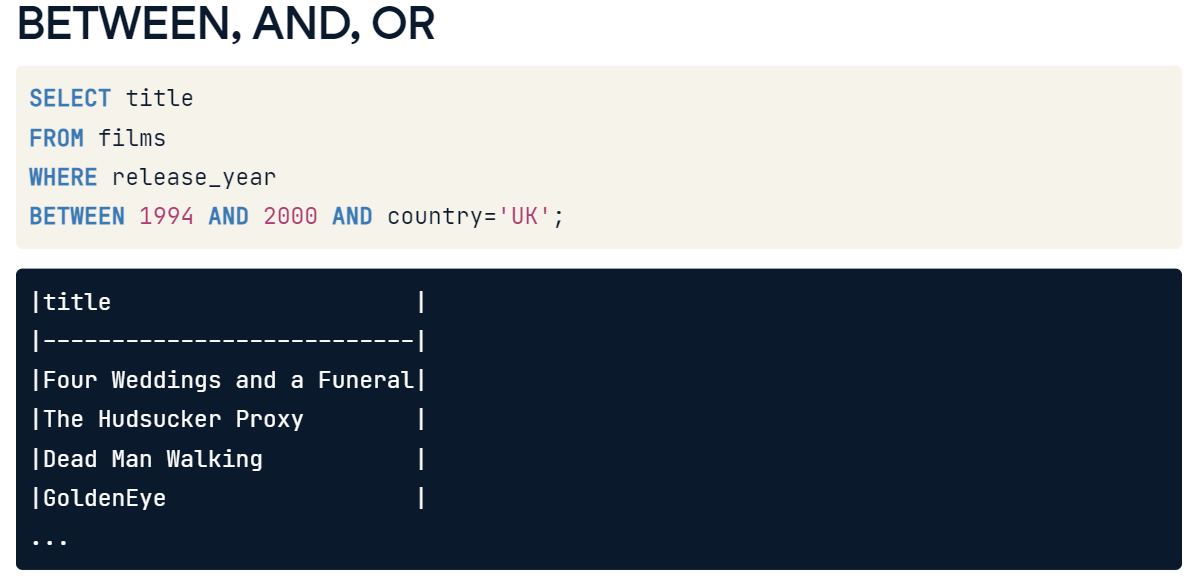 BETWEEN, AND, OR
SELECT title
FROM films
WHERE release_year
BETWEEN 1994 AND 2000 AND country='UK';
|title                      |
|---------------------------|
|Four Weddings and a Funeral|
|The Hudsucker Proxy        |
|Dead Man Walking           |
|GoldenEye                  |
...